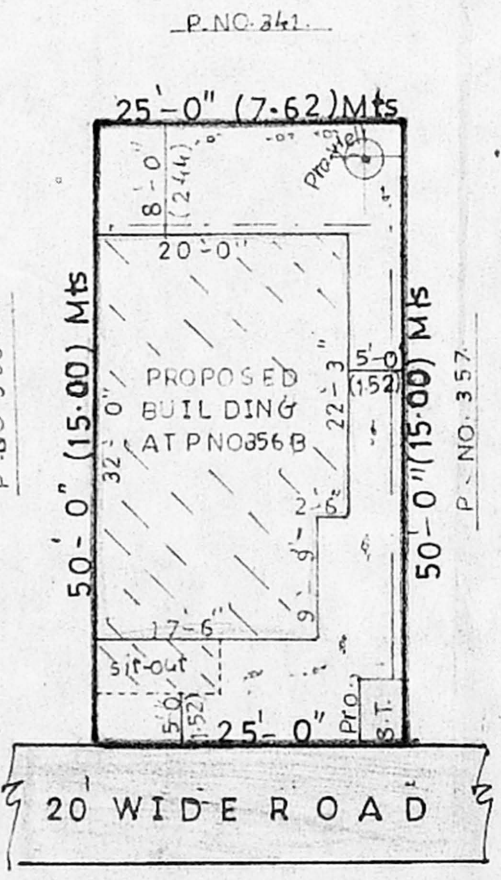 P.NO.341.
25'-0" (7.62)Mts
8'-0"
(2.44)
Pro.well
20'-0"
50'-0" (15.00) Mts
32'-0"
PROPOSED
BUILDING
AT P NO356B
22'-3"
5'-0
(1.52)
50'-0"(15.00) Mts
P. NO. 357.
2'-6"
9'-9"
17'-6"
sit-out
5'-0
1.52)
25'-0"
Pro
S.T.
20' WIDE ROAD